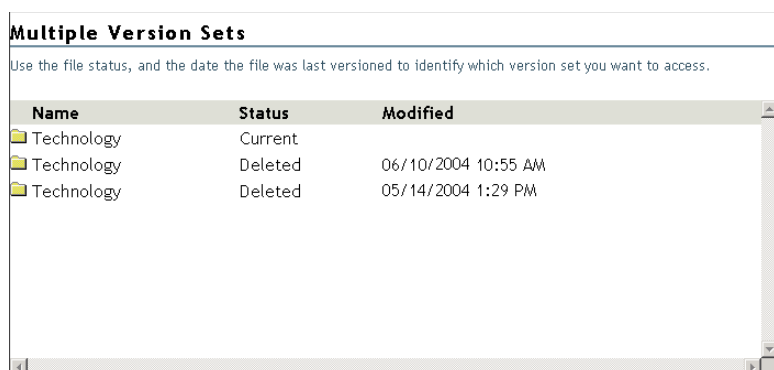 Multiple Version Sets
Use the file status, and the date the file was last versioned to identify which version set you want to access.
Name Status Modified
Technology Current
Technology Deleted 06/10/2004 10:55 AM
Technology Deleted 05/14/2004 1:29 PM